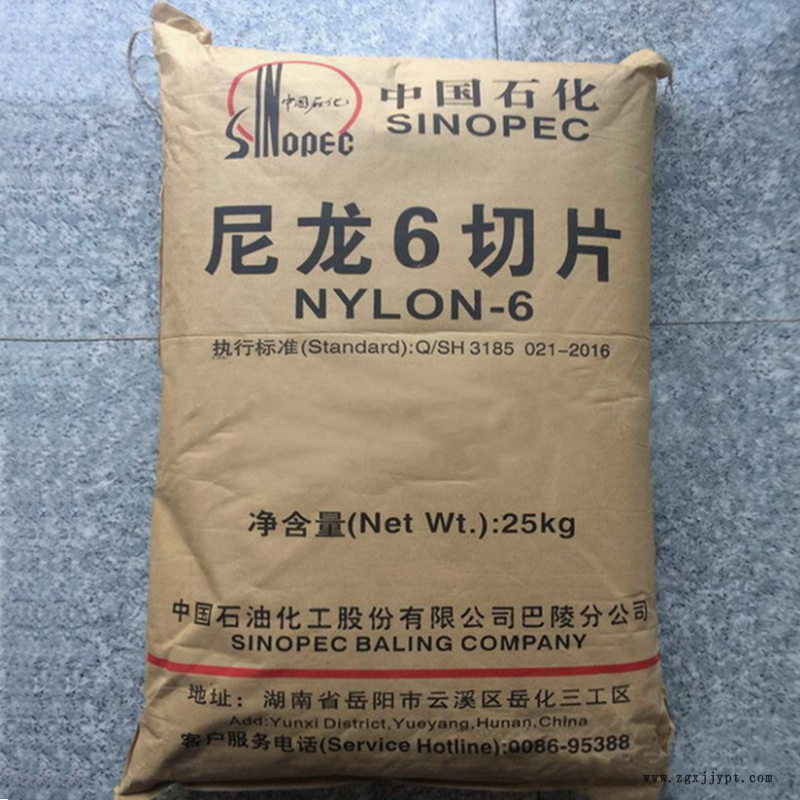 中国石化
SINOPEC
中国石化
SINOPEC
尼龙6切片
NYLON-6
执行标准(Standard):Q/SH 3185 021-2016
净含量(Net Wt.):25kg
中国石油化工股份有限公司巴陵分公司
SINOPEC BALING COMPANY
地址：湖南省岳阳市云溪区岳化三工区
Add:Yunxi District,Yueyang,Hunan,China
客户服务电话(Service Hotline):0086-95388
www.zgxjjypt.com